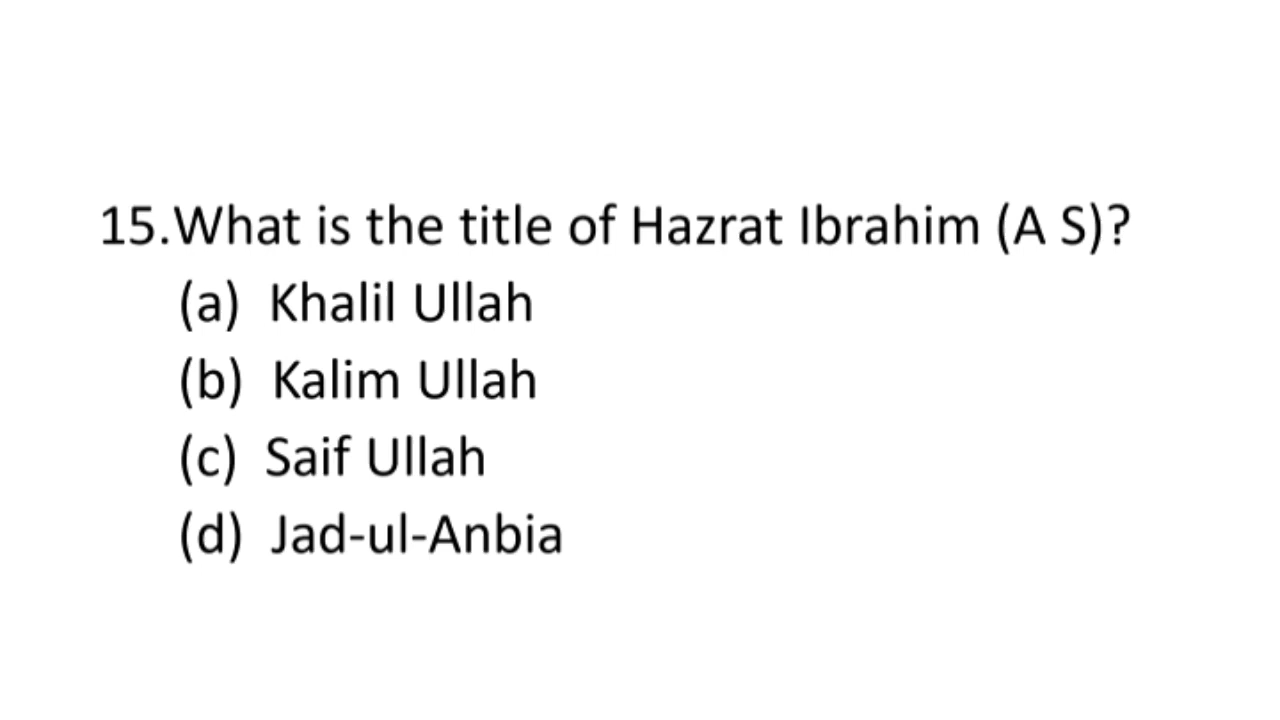 15.What is the title of Hazrat Ibrahim (A S)?
(a) Khalil Ullah
(b) Kalim Ullah
(c) Saif Ullah
(d) Jad-ul-Anbia